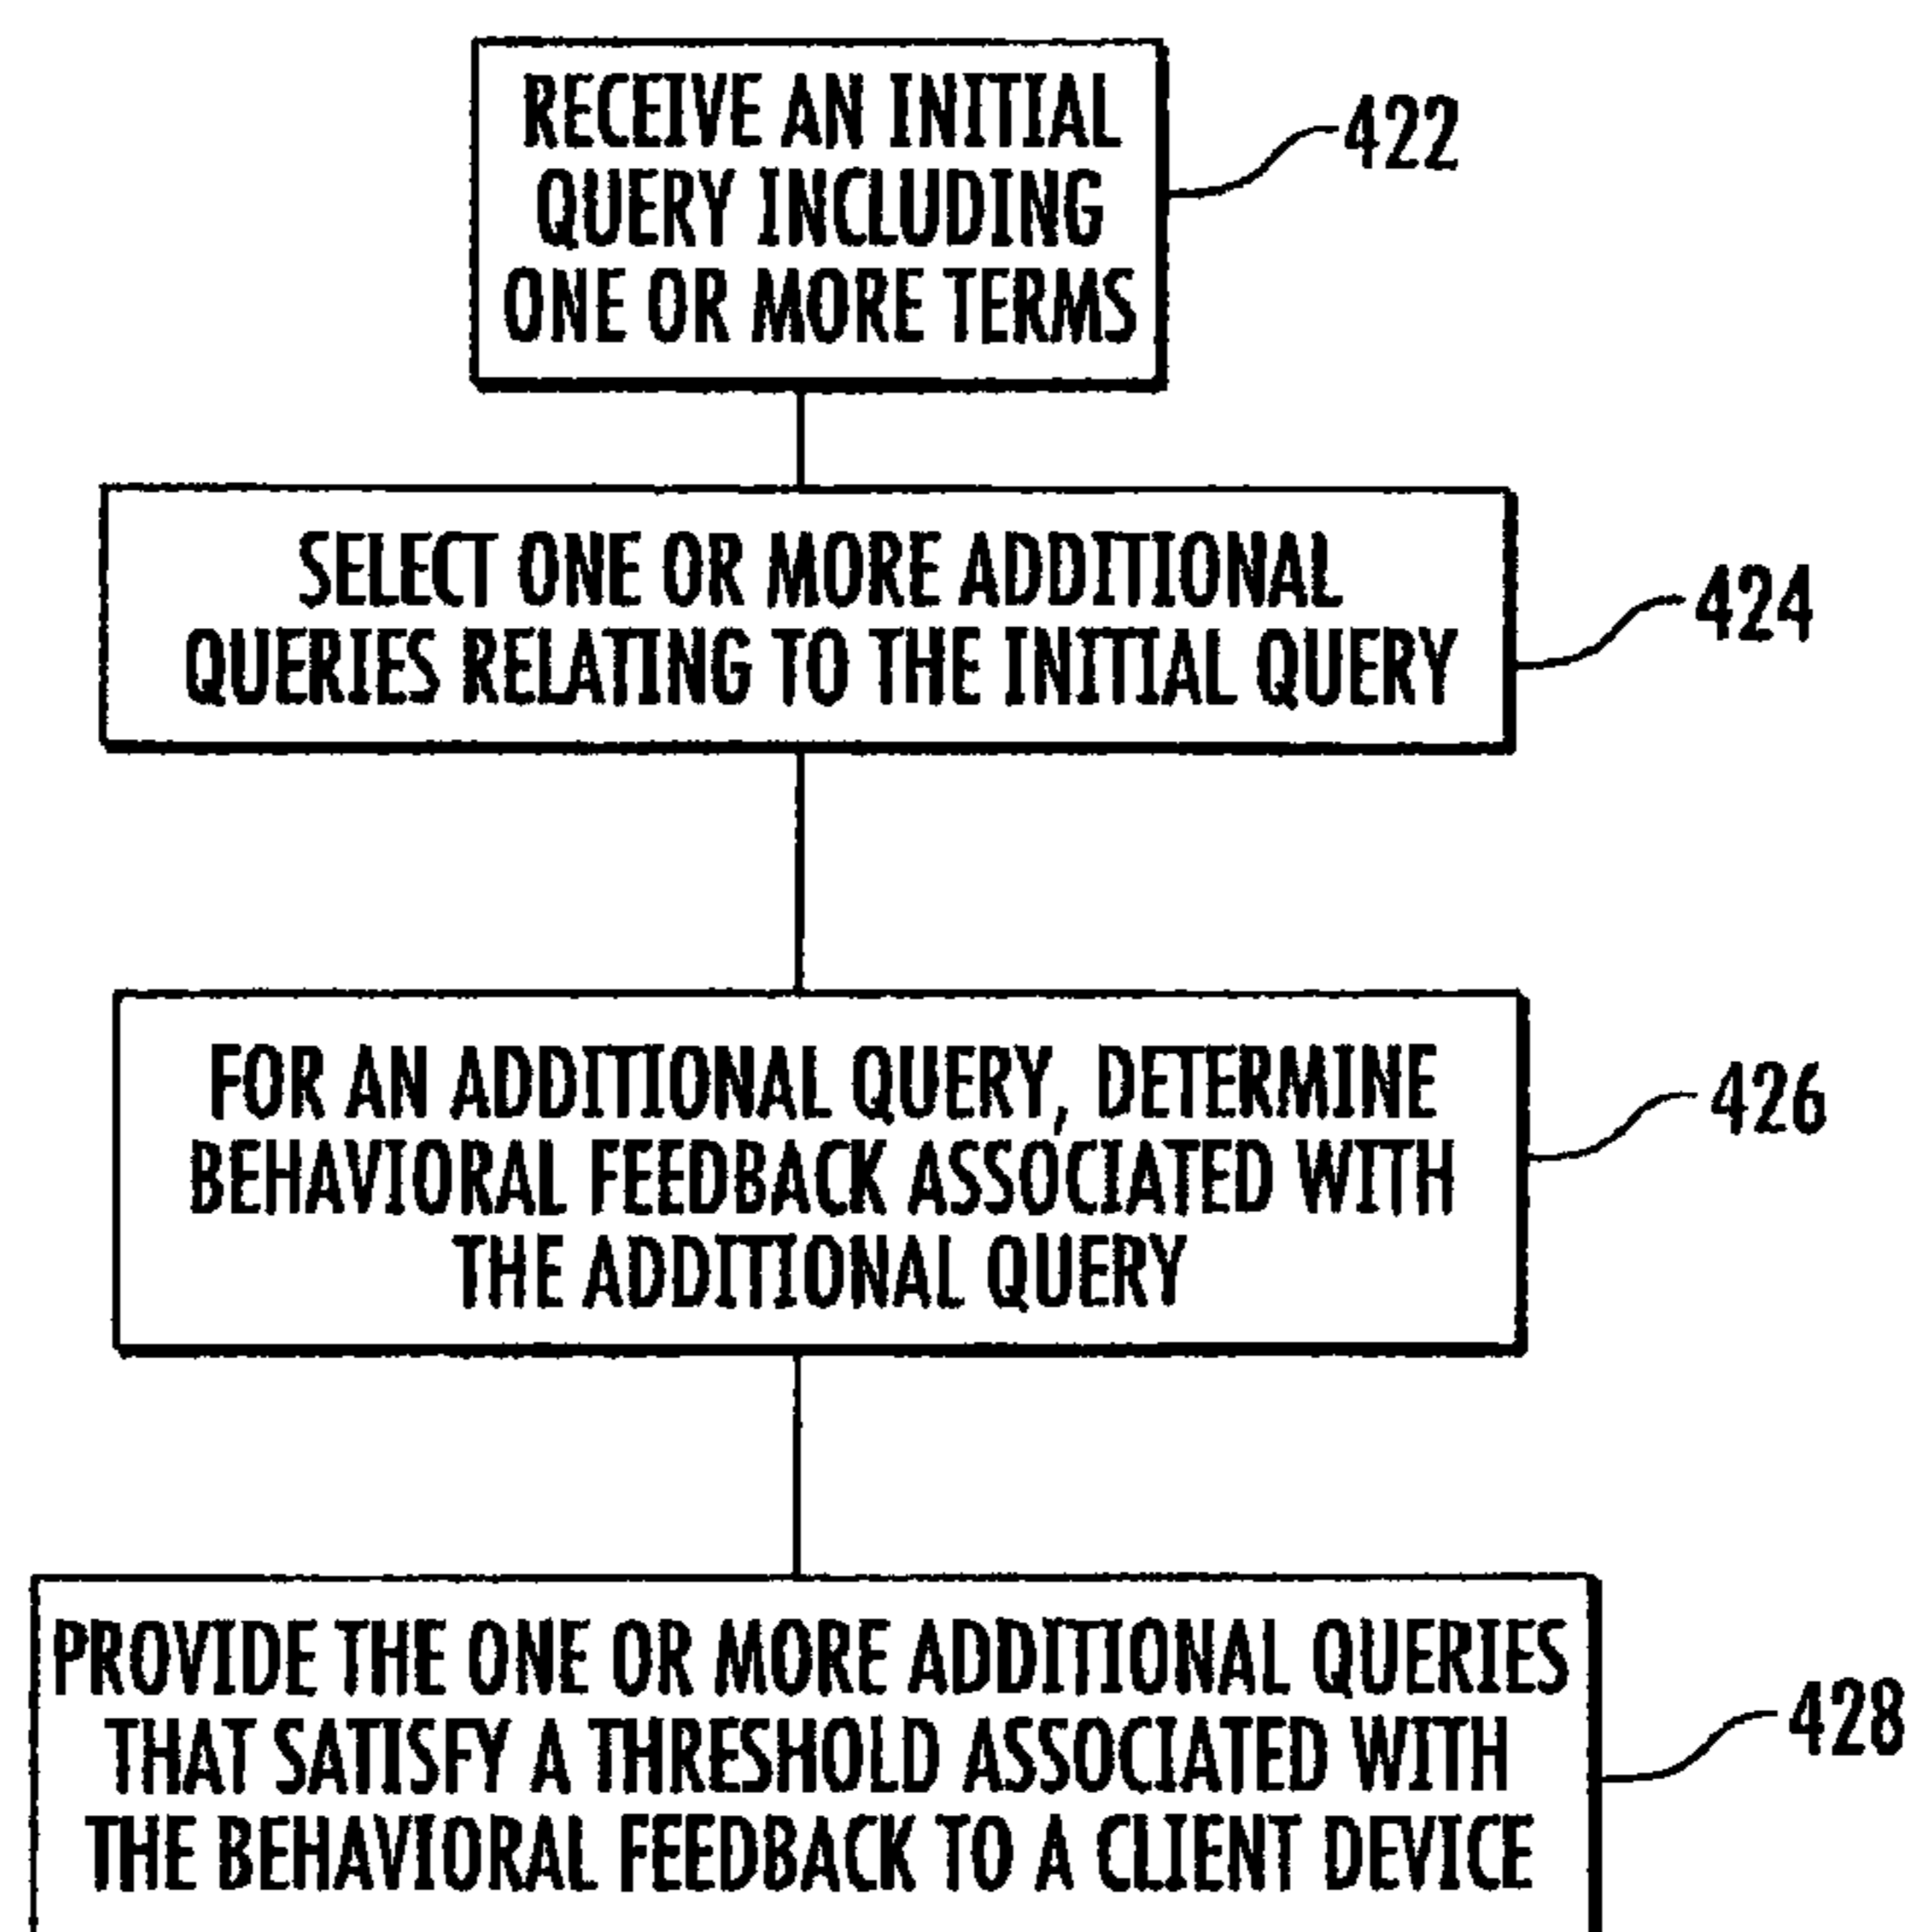 RECEIVE AN INITIAL
QUERY INCLUDING
ONE OR MORE TERMS
422
SELECT ONE OR MORE ADDITIONAL
QUERIES RELATING TO THE INITIAL QUERY
424
FOR AN ADDITIONAL QUERY, DETERMINE
BEHAVIORAL FEEDBACK ASSOCIATED WITH
THE ADDITIONAL QUERY
426
PROVIDE THE ONE OR MORE ADDITIONAL QUERIES
THAT SATISFY A THRESHOLD ASSOCIATED WITH
THE BEHAVIORAL FEEDBACK TO A CLIENT DEVICE
428